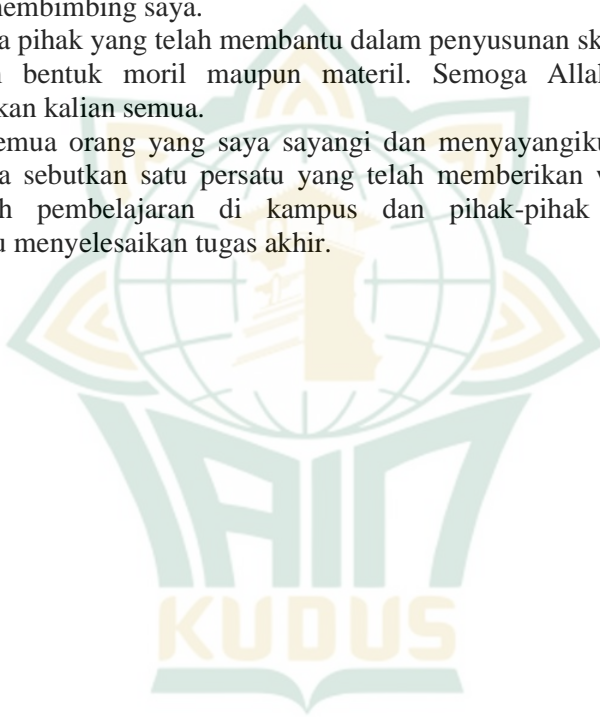 membimbing saya.
a pihak yang telah membantu dalam penyusunan sk
bentuk moril maupun materil. Semoga Alla
kan kalian semua.
emua orang yang saya sayangi dan menyayangiku
a sebutkan satu persatu yang telah memberikan
h pembelajaran di kampus dan pihak-pihak
u menyelesaikan tugas akhir.
IAIN
KUDUS